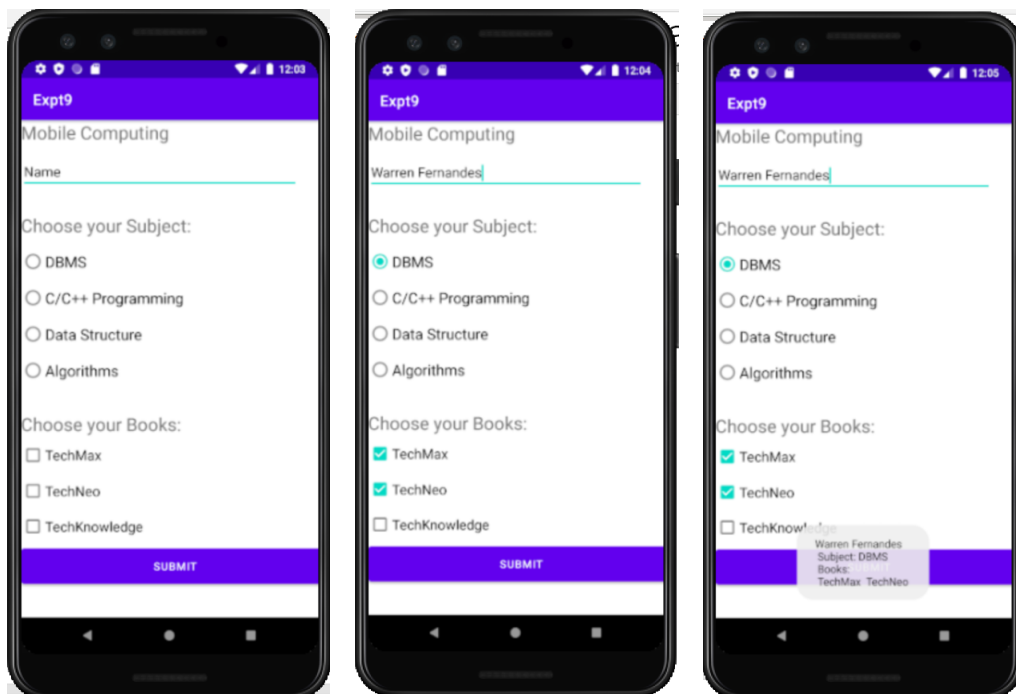 12:03
Expt9
Mobile Computing
Name
Choose your Subject:
DBMS
C/C++ Programming
Data Structure
Algorithms
Choose your Books:
TechMax
TechNeo
TechKnowledge
SUBMIT
12:04
Expt9
Mobile Computing
Warren Fernandes
Choose your Subject:
DBMS
C/C++ Programming
Data Structure
Algorithms
Choose your Books:
TechMax
TechNeo
TechKnowledge
SUBMIT
12:05
Expt9
Mobile Computing
Warren Fernandes
Choose your Subject:
DBMS
C/C++ Programming
Data Structure
Algorithms
Choose your Books:
TechMax
TechNeo
TechKnowledge
Warren Fernandes
Subject: DBMS
Books:
TechMax TechNeo